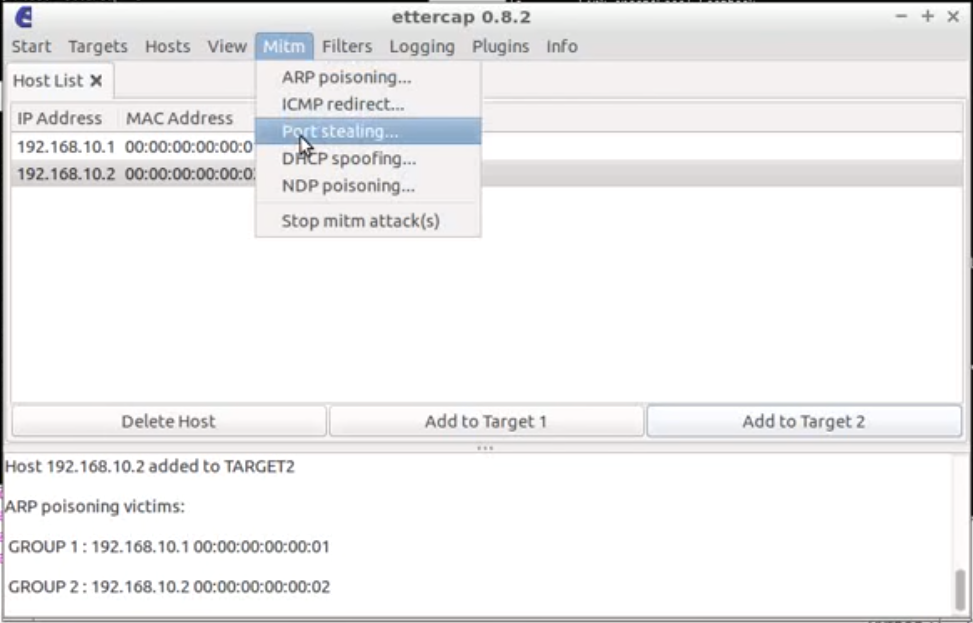 ettercap 0.8.2
Start Targets Hosts View Mitm Filters Logging Plugins Info
Host List
ARP poisoning...
ICMP redirect...
Port stealing...
DHCP spoofing...
NDP poisoning...
Stop mitm attack(s)
IP Address MAC Address
192.168.10.1 00:00:00:00:00:0
192.168.10.2 00:00:00:00:00:0
Delete Host Add to Target 1 Add to Target 2
Host 192.168.10.2 added to TARGET2
ARP poisoning victims:
GROUP 1 : 192.168.10.1 00:00:00:00:00:01
GROUP 2 : 192.168.10.2 00:00:00:00:00:02